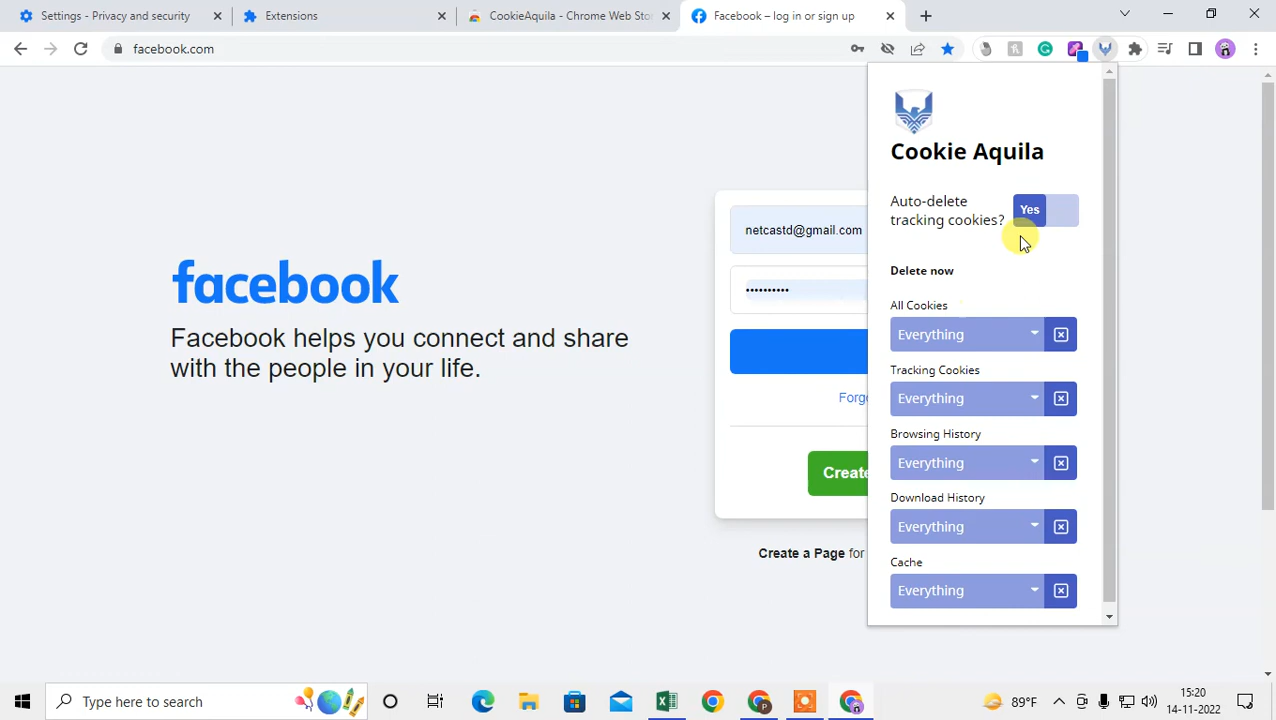 Settings - Privacy and security
Extensions
CookieAquila - Chrome Web Sto
Facebook – log in or sign up
facebook.com
Cookie Aquila
Auto-delete
tracking cookies?
Yes
Delete now
All Cookies
Everything
Tracking Cookies
Everything
Browsing History
Everything
Download History
Everything
Cache
Everything
facebook
Facebook helps you connect and share
with the people in your life.
netcastd@gmail.com
••••••••••
Forg
Create
Create a Page for
Type here to search
89°F
15:20
14-11-2022